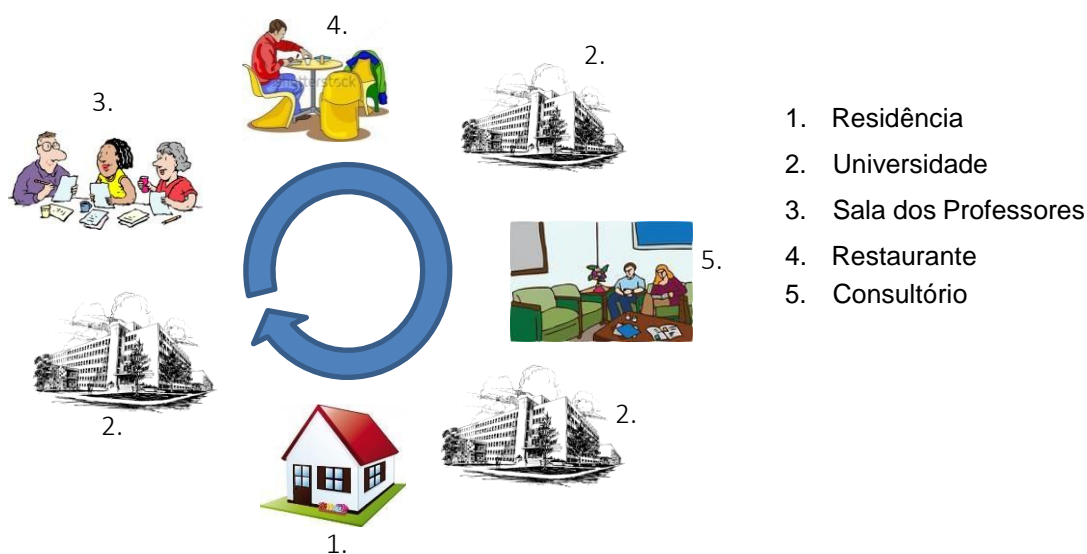 4.
2.
3.
5.
2.
2.
1.
1. Residência
2. Universidade
3. Sala dos Professores
4. Restaurante
5. Consultório